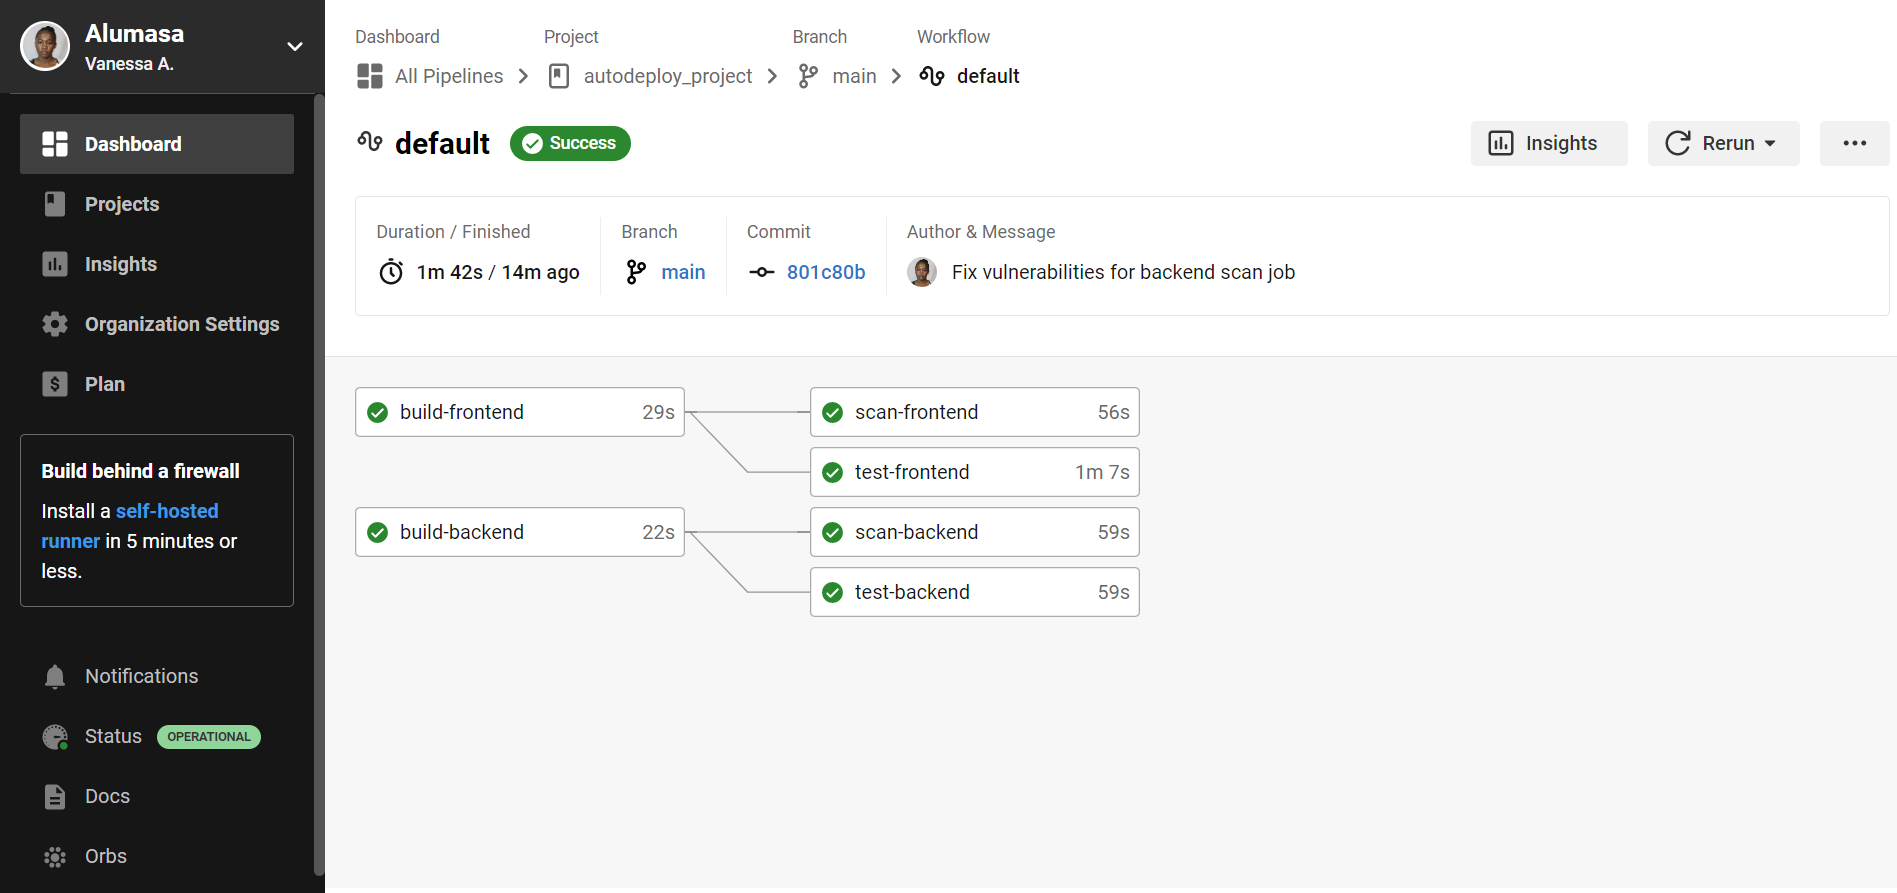 Alumasa
Vanessa A.
Dashboard
Projects
Insights
Organization Settings
Plan
Build behind a firewall
Install a self-hosted
runner in 5 minutes or
less.
Notifications
Status OPERATIONAL
Docs
Orbs
Dashboard Project Branch Workflow
All Pipelines autodeploy_project main default
default Success Insights Rerun
Duration / Finished Branch Commit Author & Message
1m 42s / 14m ago main 801c80b Fix vulnerabilities for backend scan job
build-frontend 29s scan-frontend 56s
test-frontend 1m 7s
build-backend 22s scan-backend 59s
test-backend 59s